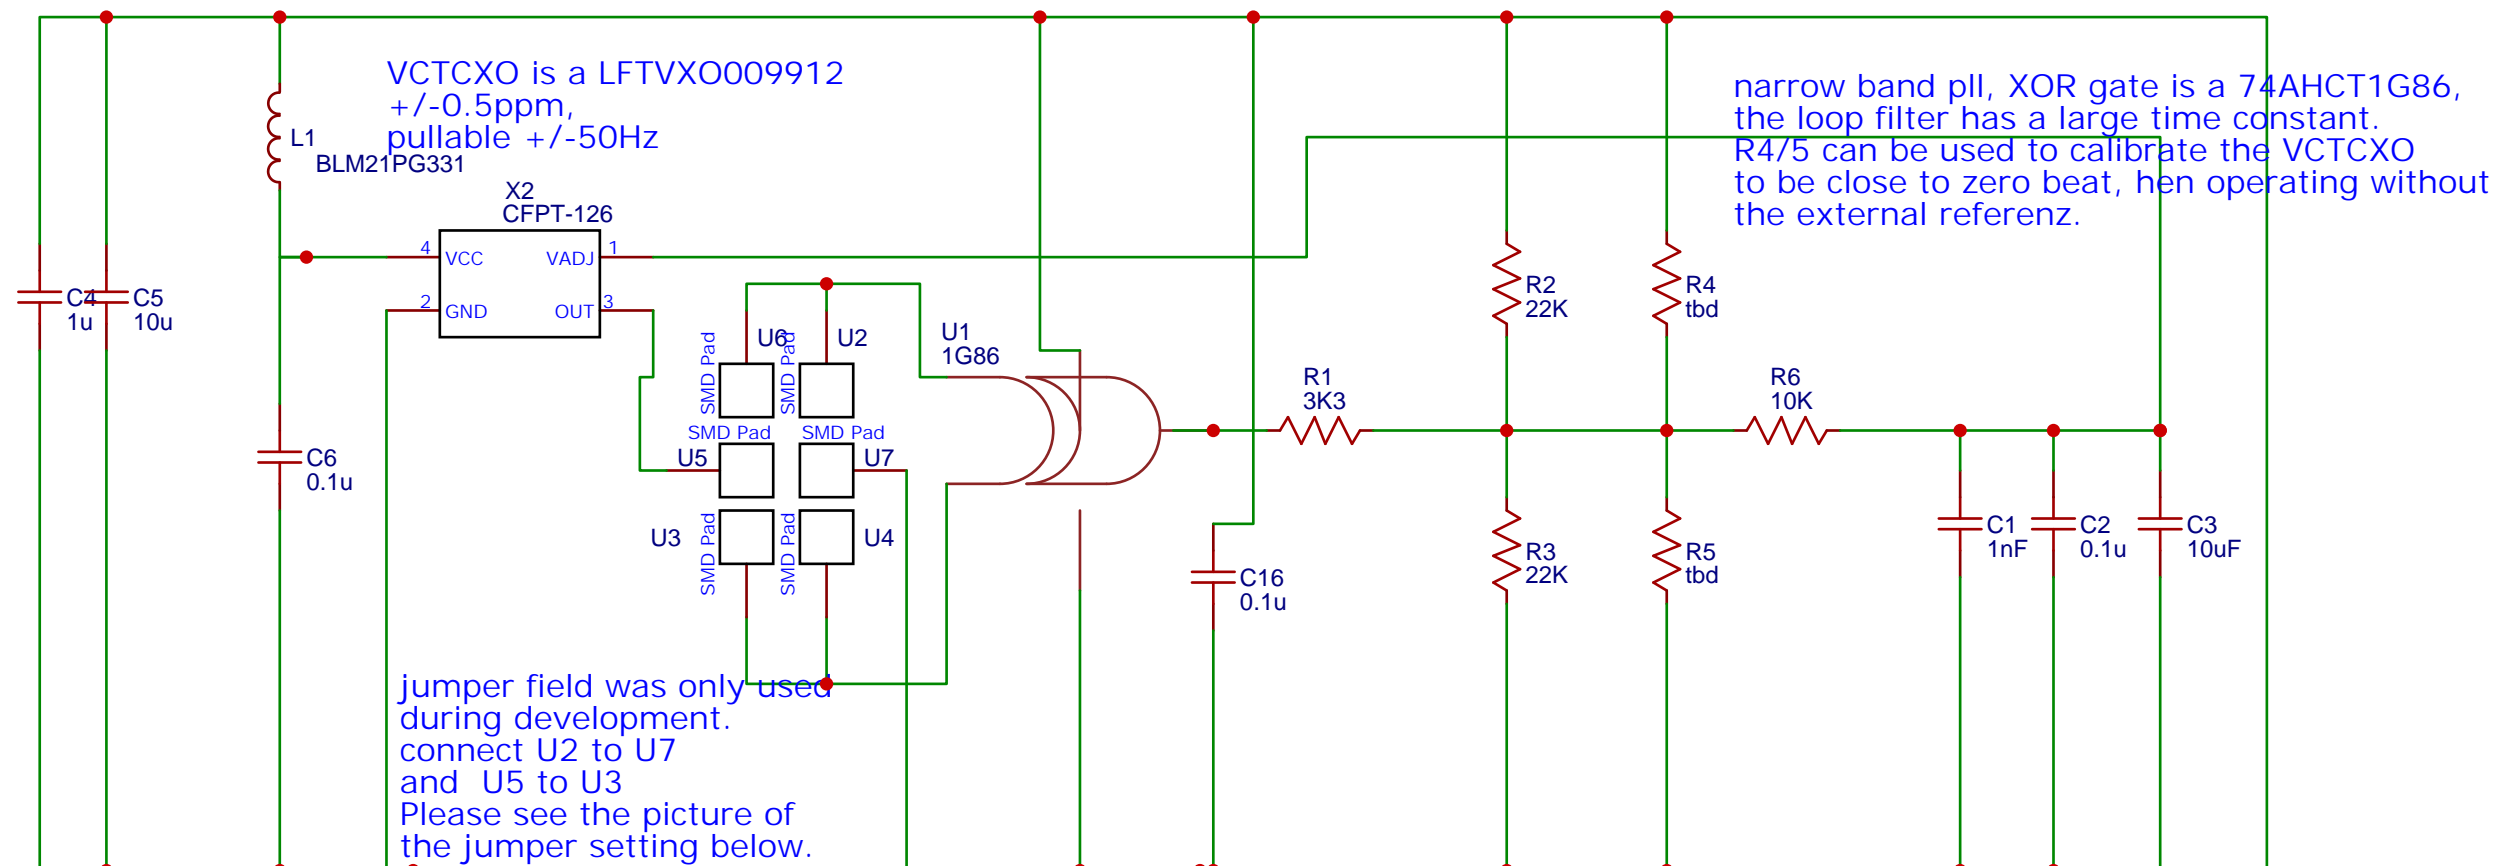 VCTCXO is a LFTVXO009912
+/-0.5ppm,
pullable +/-50Hz
narrow band pll, XOR gate is a 74AHCT1G86,
the loop filter has a large time constant.
R4/5 can be used to calibrate the VCTCXO
to be close to zero beat, hen operating without
the external referenz.
L1
BLM21PG331
X2
CFPT-126
4
VCC
VADJ
1
2
GND
OUT
3
C4
1u
C5
10u
C6
0.1u
SMD Pad
U6
SMD Pad
U2
SMD Pad
U5
SMD Pad
U7
U3
SMD Pad
SMD Pad
U4
U1
1G86
R1
3K3
C16
0.1u
R2
22K
R4
tbd
R6
10K
R3
22K
R5
tbd
C1
1nF
C2
0.1u
C3
10uF
jumper field was only used
during development.
connect U2 to U7
and  U5 to U3
Please see the picture of
the jumper setting below.